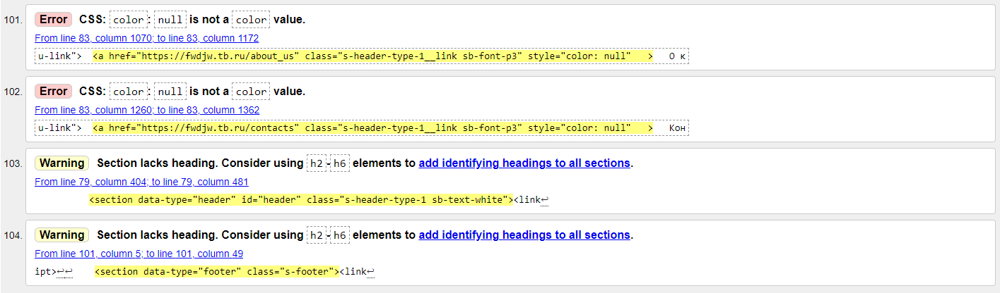 101. Error CSS: color: null is not a color value.
From line 83, column 1070; to line 83, column 1172
u-link"> <a href="https://fwdjw.tb.ru/about_us" class="s-header-type-1__link sb-font-p3" style="color: null" > О к
102. Error CSS: color: null is not a color value.
From line 83, column 1260; to line 83, column 1362
u-link"> <a href="https://fwdjw.tb.ru/contacts" class="s-header-type-1__link sb-font-p3" style="color: null" > Кон
103. Warning Section lacks heading. Consider using h2-h6 elements to add identifying headings to all sections.
From line 79, column 404; to line 79, column 481
<section data-type="header" id="header" class="s-header-type-1 sb-text-white"><link↩
104. Warning Section lacks heading. Consider using h2-h6 elements to add identifying headings to all sections.
From line 101, column 5; to line 101, column 49
ipt>↩↩ <section data-type="footer" class="s-footer"><link↩